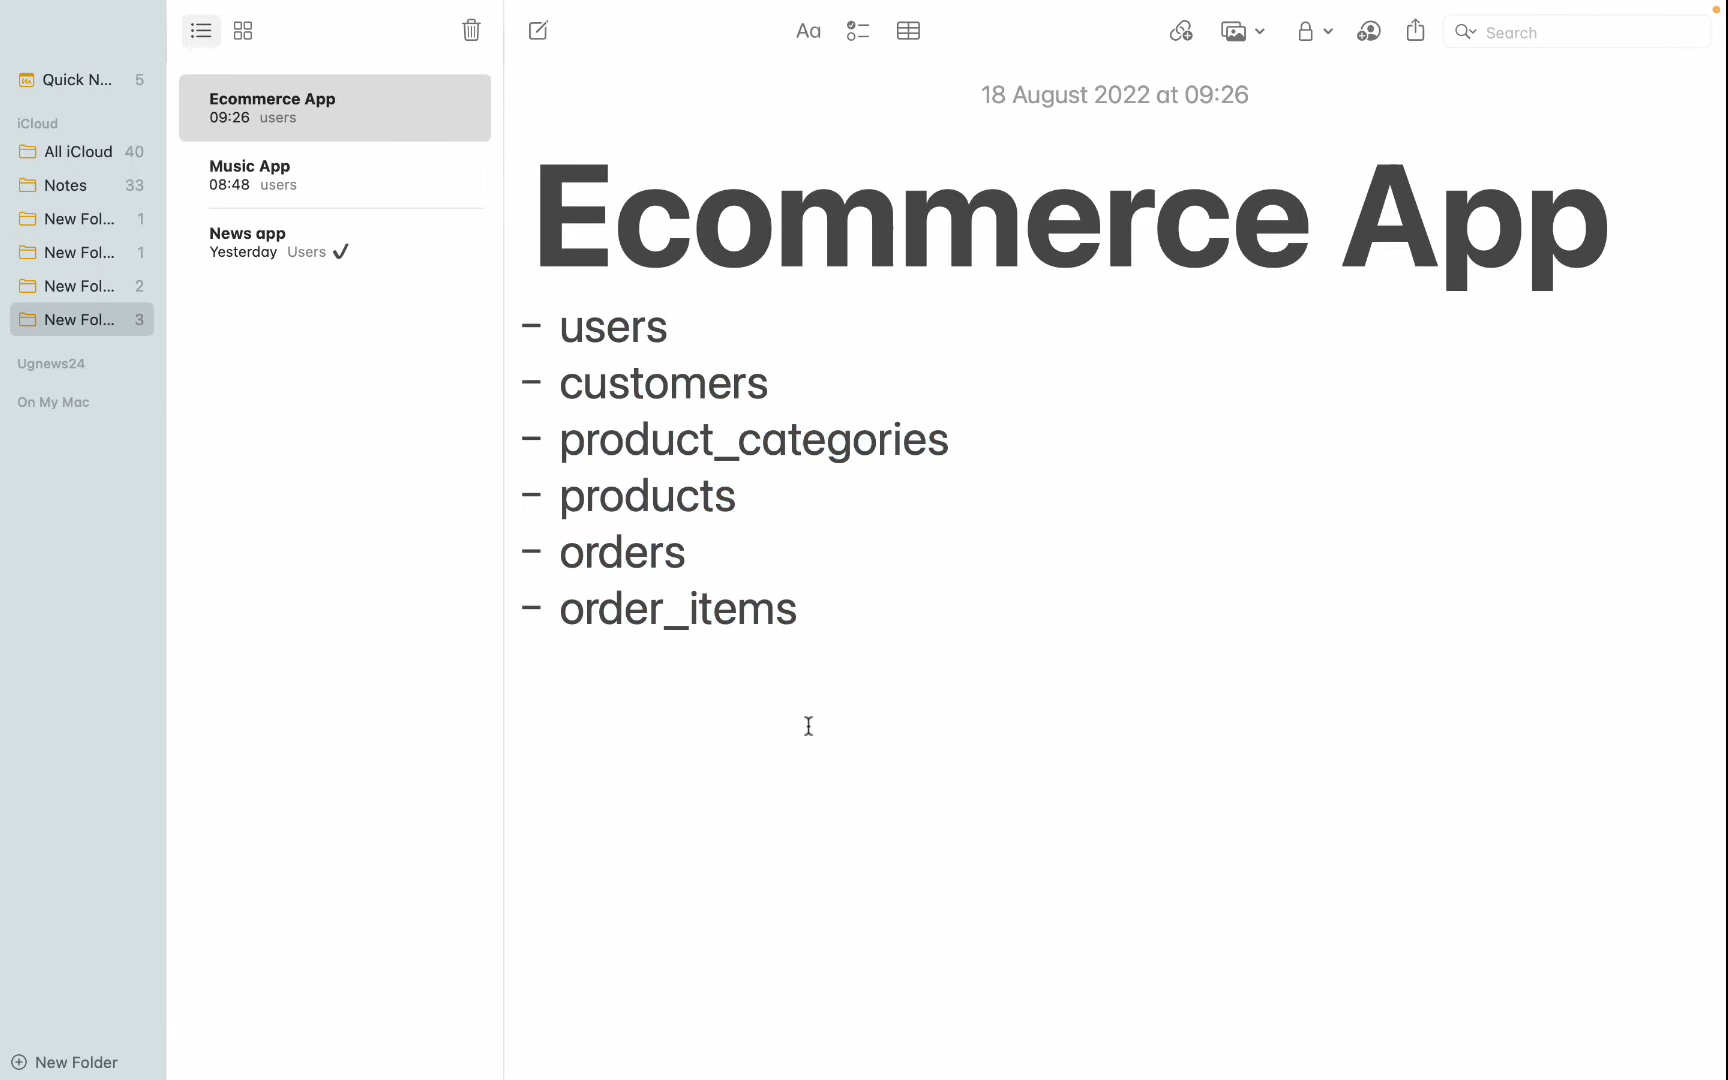 Quick N... 5
iCloud
All iCloud 40
Notes 33
New Fol... 1
New Fol... 1
New Fol... 2
New Fol... 3
Ugnews24
On My Mac
New Folder
Ecommerce App
09:26 users
Music App
08:48 users
News app
Yesterday Users ✔
Aa
Search
18 August 2022 at 09:26
Ecommerce App
– users
– customers
– product_categories
– products
– orders
– order_items